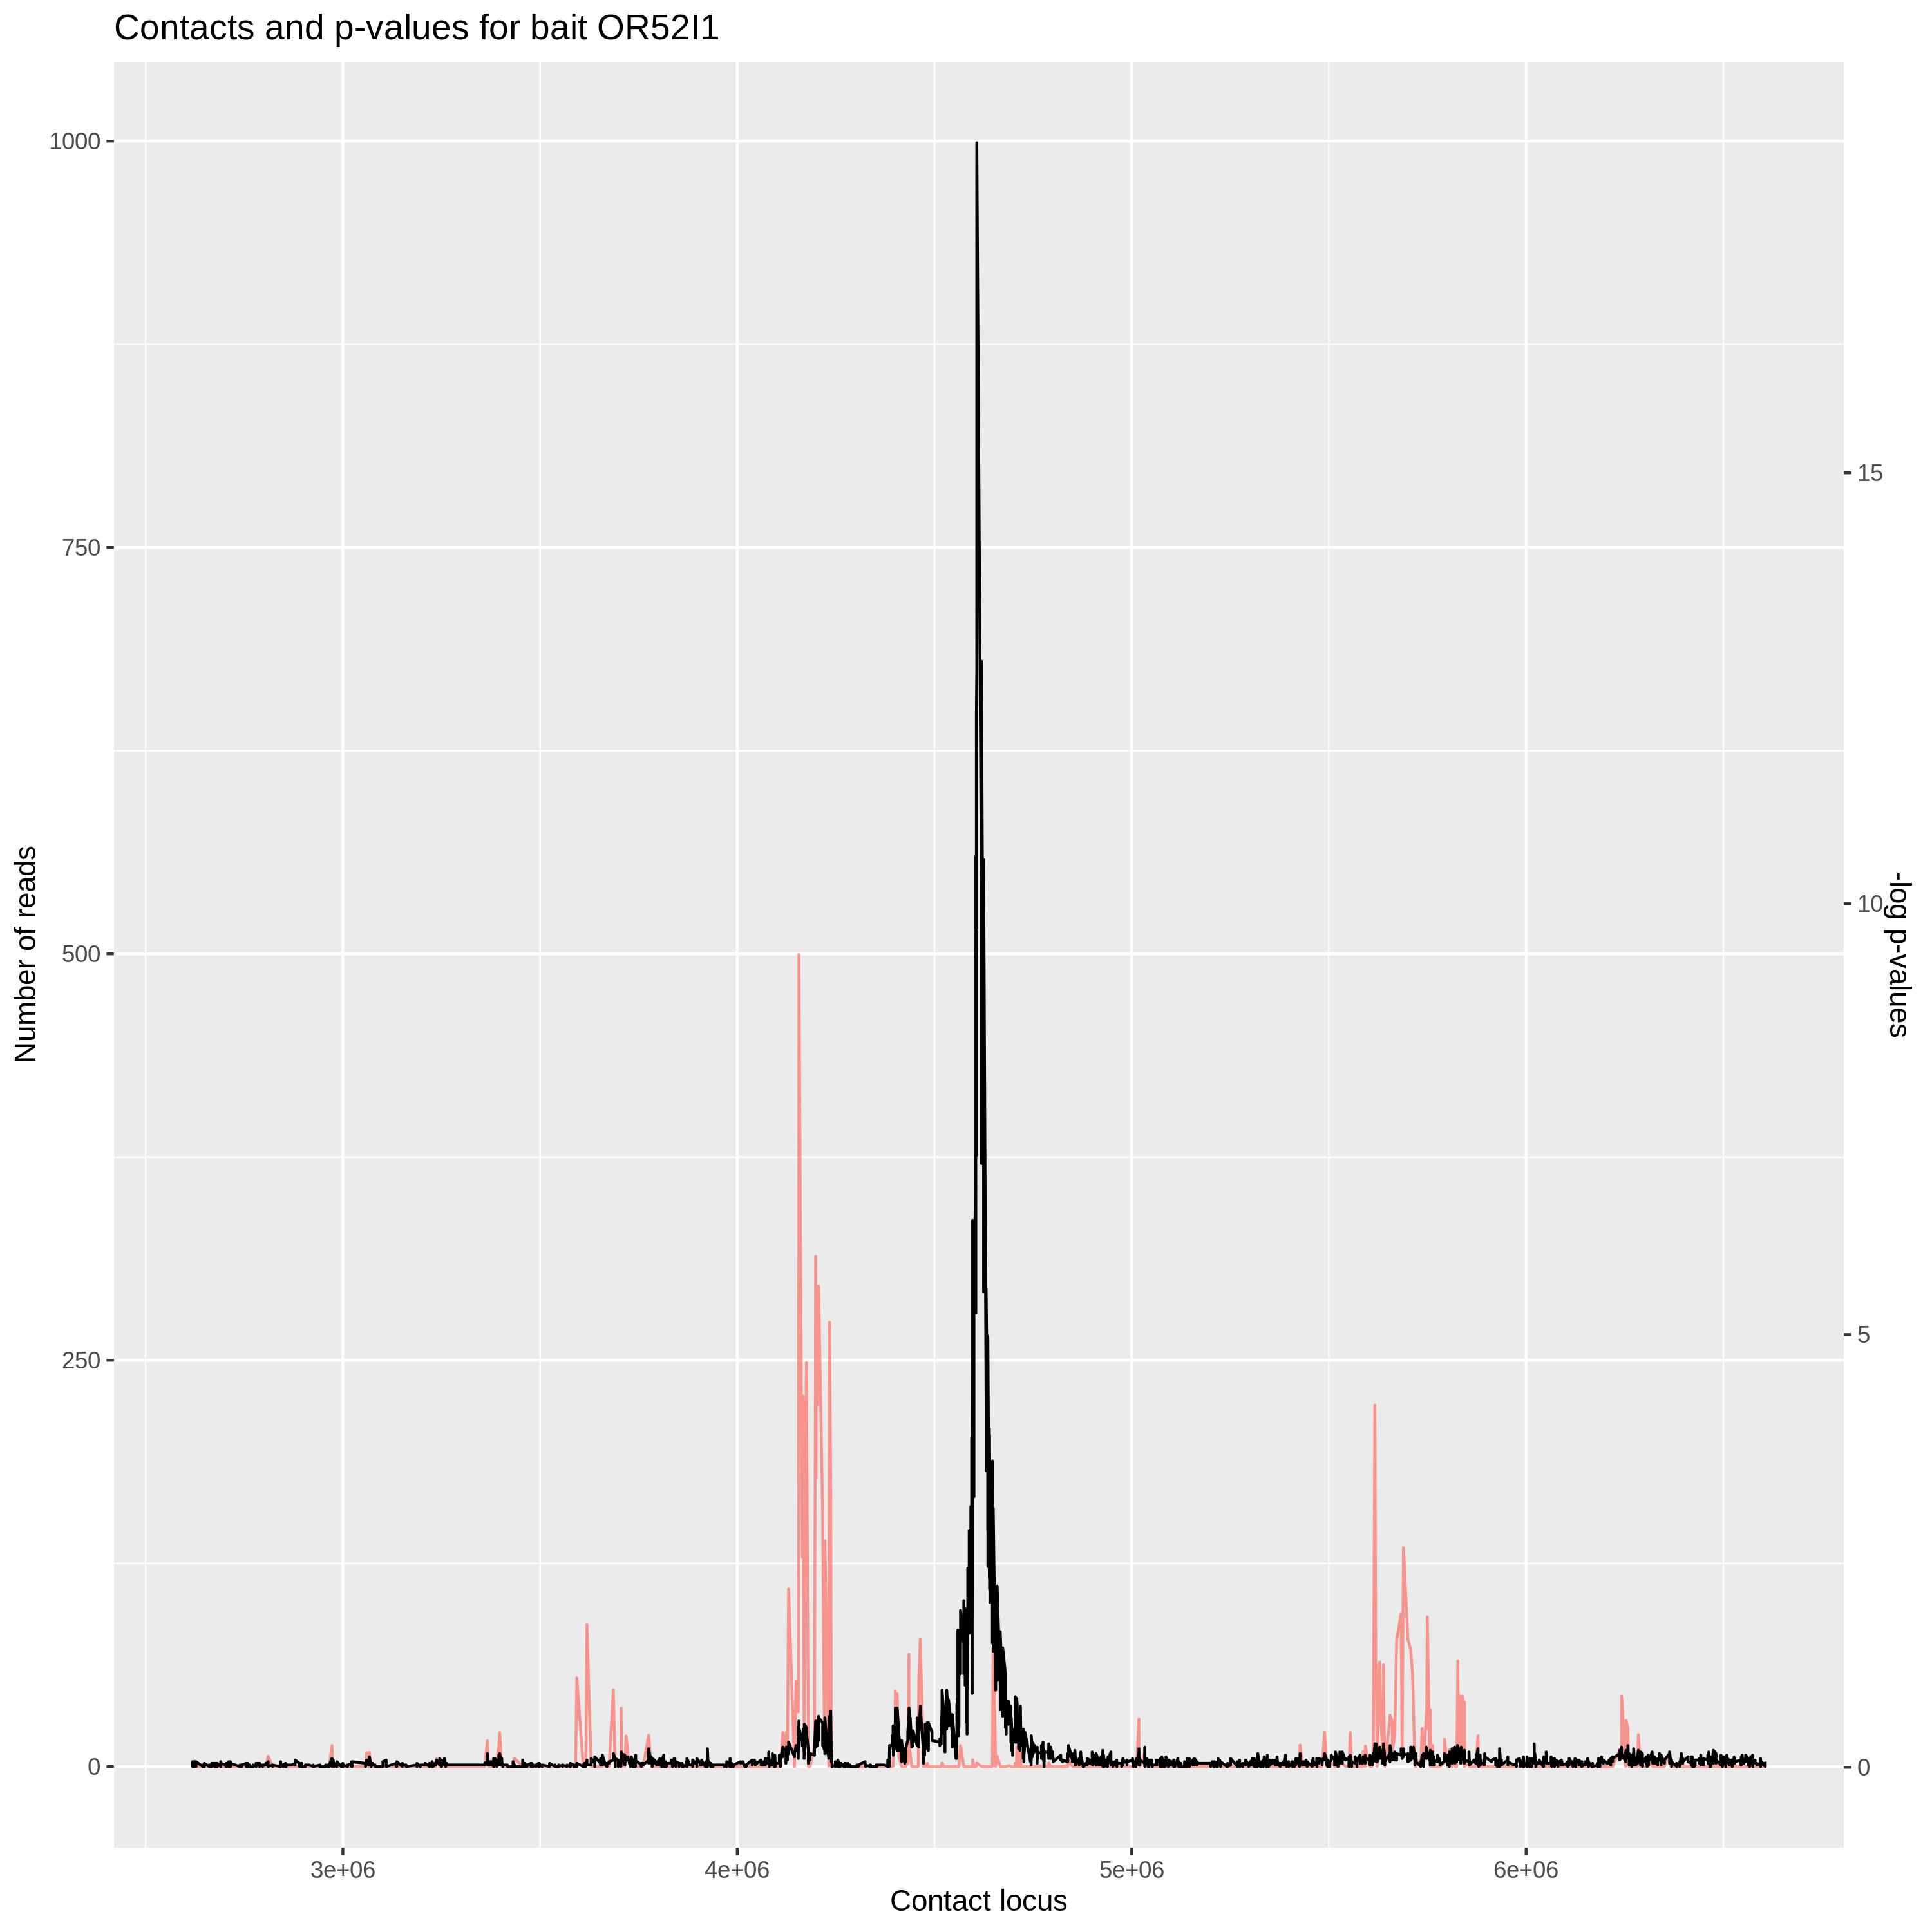 Contacts and p-values for bait OR52I1
1000
750
500
250
0
Number of reads
15
10
5
0
-log p-values
3e+06
4e+06
5e+06
6e+06
Contact locus